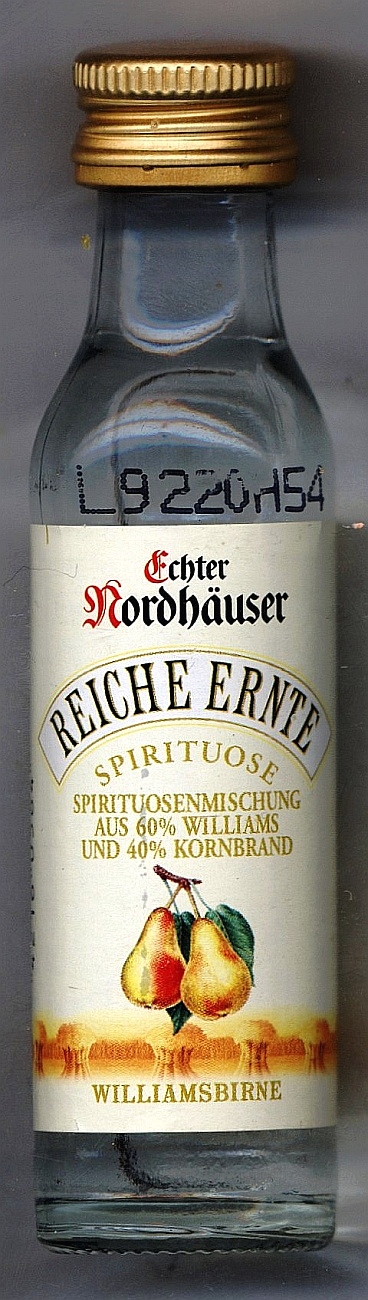 L9220H54
Echter
Nordhäuser
REICHE ERNTE
SPIRITUOSE
SPIRITUOSENMISCHUNG
AUS 60% WILLIAMS
UND 40% KORNBRAND
WILLIAMSBIRNE